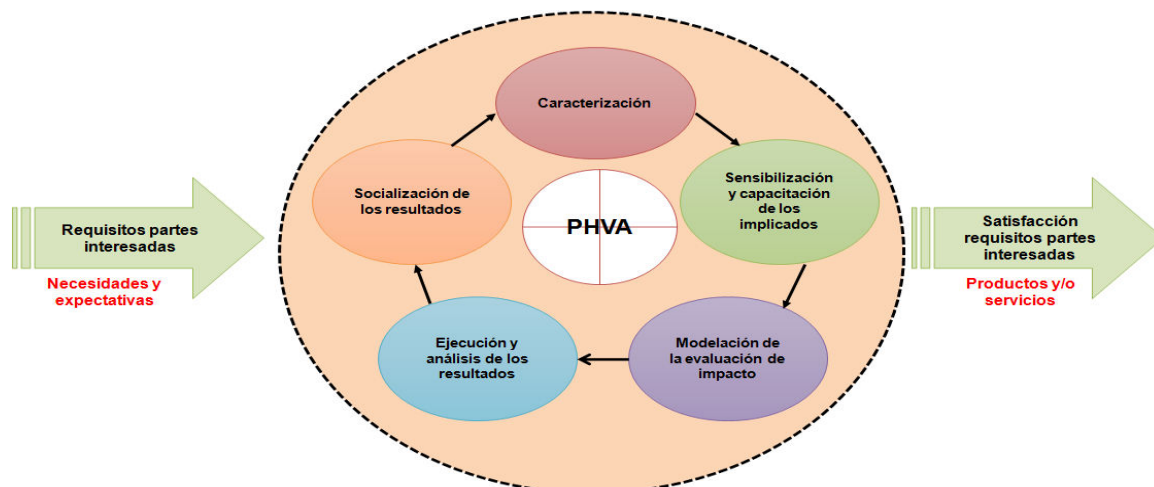 Caracterización
Sensibilización
y capacitación
de los
implicados
Modelación de
la evaluación de
impacto
Ejecución y
análisis de los
resultados
Socialización de
los resultados
PHVA
Requisitos partes
interesadas
Necesidades y
expectativas
Satisfacción
requisitos partes
interesadas
Productos y/o
servicios